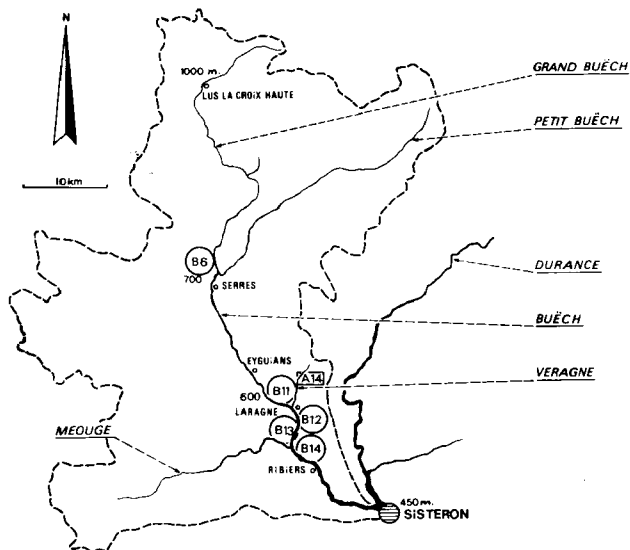 N
1000 m.
LUS LA CROIX HAUTE
GRAND BUËCH
PETIT BUËCH
10km
B6
700
SERRES
DURANCE
BUËCH
EYGUIANS
A14
B11
VERAGNE
600
LARAGNE
B12
B13
MEOUGE
B14
RIBIERS
450m.
SISTERON